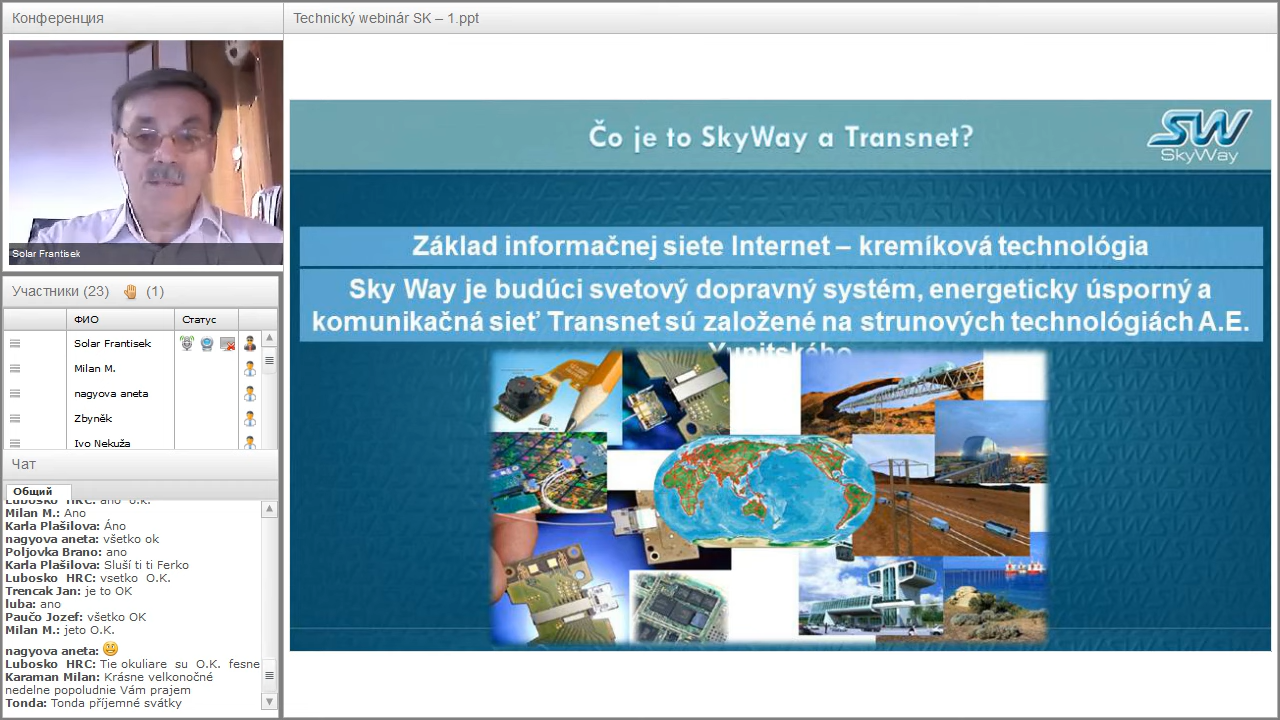 Конференция
Technický webinár SK – 1.ppt
Solar Frantisek
Участники (23) (1)
ФИО Статус
Solar Frantisek
Milan M.
nagyova aneta
Zbyněk
Ivo Nekuža
Чат
Общий
Lubosko HRC: ano o.k.
Milan M.: Ano
Karla Plašilova: Áno
nagyova aneta: všetko ok
Poljovka Brano: ano
Karla Plašilova: Sluší ti ti Ferko
Lubosko HRC: vsetko O.K.
Trencak Jan: je to OK
luba: ano
Paučo Jozef: všetko OK
Milan M.: jeto O.K.
nagyova aneta:
Lubosko HRC: Tie okuliare su O.K. fesne
Karaman Milan: Krásne velkonočné
nedelne popoludnie Vám prajem
Tonda: Tonda příjemné svátky
Čo je to SkyWay a Transnet?
SW
SkyWay
Základ informačnej siete Internet – kremíková technológia
Sky Way je budúci svetový dopravný systém, energeticky úsporný a
komunikačná sieť Transnet sú založené na strunových technológiách A.E.
Yunitského